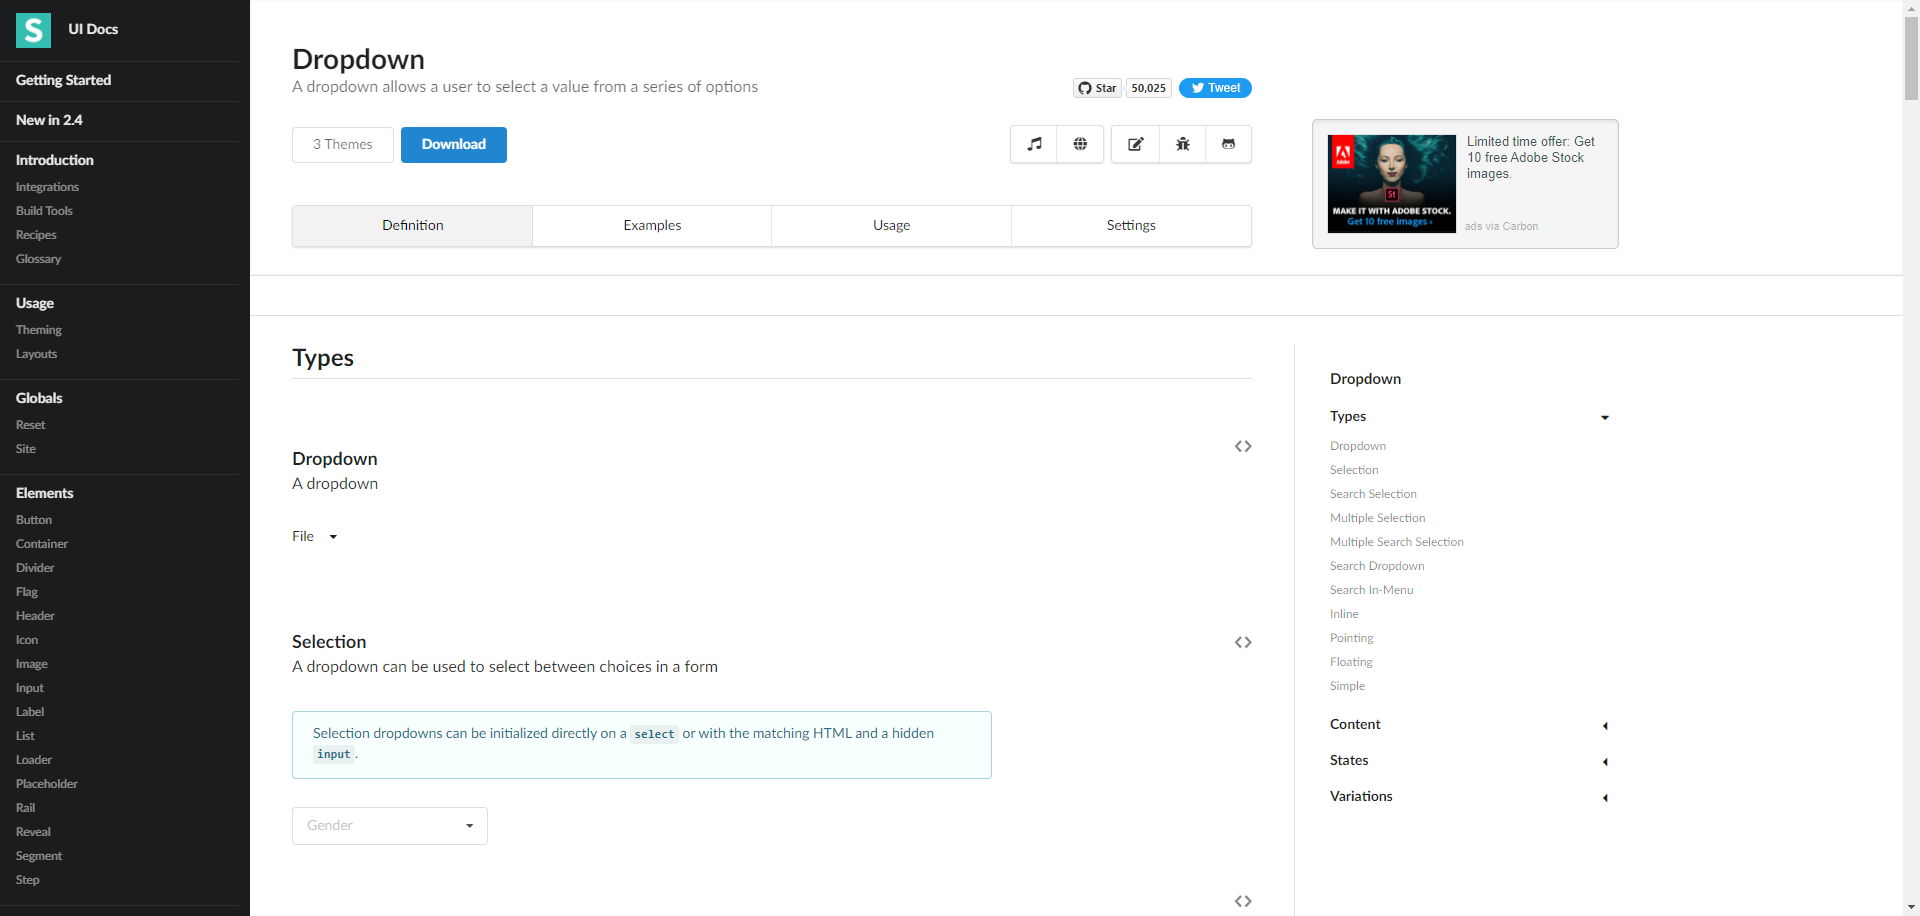 S
UI Docs
Getting Started
New in 2.4
Introduction
Integrations
Build Tools
Recipes
Glossary
Usage
Theming
Layouts
Globals
Reset
Site
Elements
Button
Container
Divider
Flag
Header
Icon
Image
Input
Label
List
Loader
Placeholder
Rail
Reveal
Segment
Step
Dropdown
A dropdown allows a user to select a value from a series of options
Star
50,025
Tweet
3 Themes
Download
Definition
Examples
Usage
Settings
Adobe
St
MAKE IT WITH ADOBE STOCK.
Get 10 free images ›
Limited time offer: Get
10 free Adobe Stock
images.
ads via Carbon
Types
Dropdown
A dropdown
File
Selection
A dropdown can be used to select between choices in a form
Selection dropdowns can be initialized directly on a select or with the matching HTML and a hidden
input.
Gender
Dropdown
Types
Dropdown
Selection
Search Selection
Multiple Selection
Multiple Search Selection
Search Dropdown
Search In-Menu
Inline
Pointing
Floating
Simple
Content
States
Variations